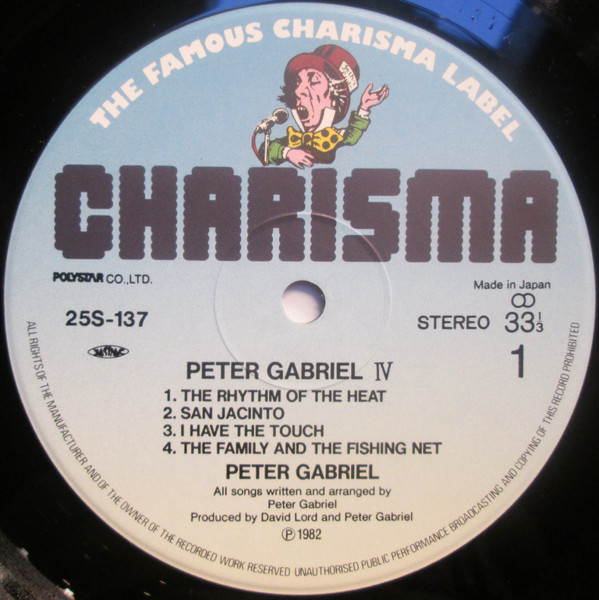 THE FAMOUS CHARISMA LABEL
CHARISMA
POLYSTAR CO.,LTD.
Made in Japan
25S-137
STEREO 33⅓
1
PETER GABRIEL IV
1. THE RHYTHM OF THE HEAT
2. SAN JACINTO
3. I HAVE THE TOUCH
4. THE FAMILY AND THE FISHING NET
PETER GABRIEL
All songs written and arranged by
Peter Gabriel
Produced by David Lord and Peter Gabriel
Ⓟ1982
ALL RIGHTS OF THE MANUFACTURER AND OF THE OWNER OF THE RECORDED WORK RESERVED UNAUTHORISED PUBLIC PERFORMANCE BROADCASTING AND COPYING OF THIS RECORD PROHIBITED